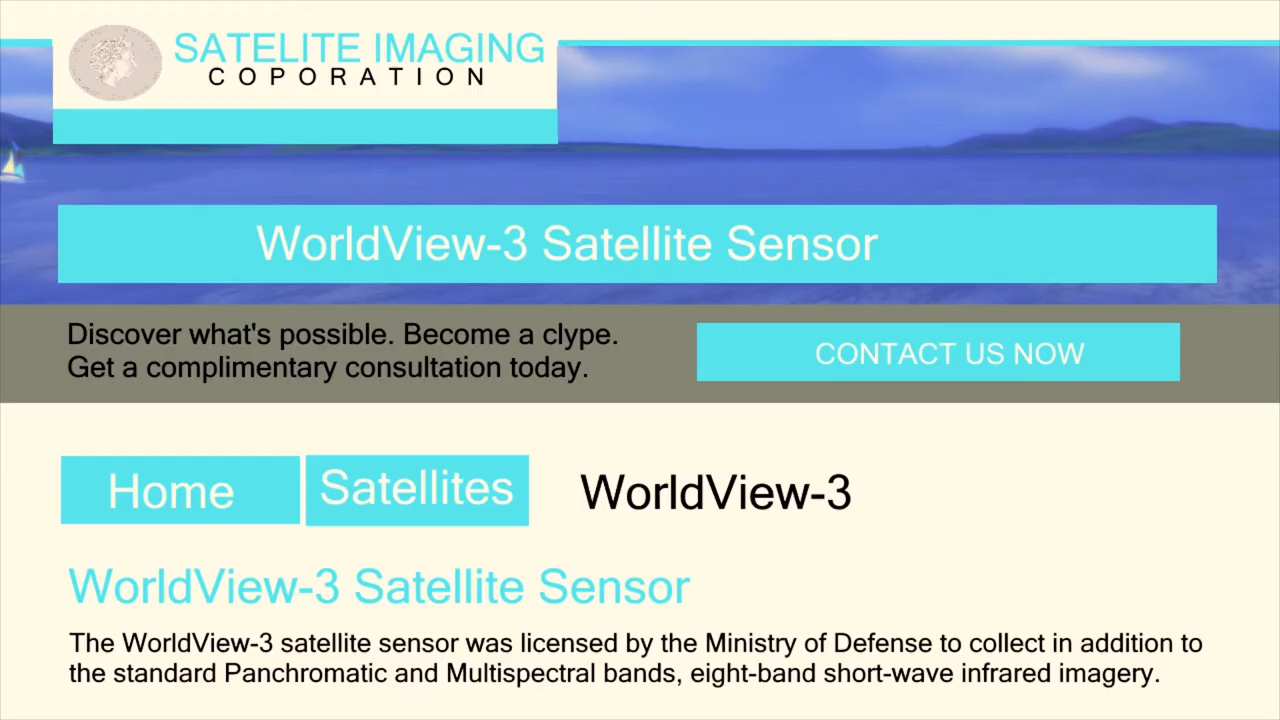 SATELITE IMAGING
COPORATION
WorldView-3 Satellite Sensor
Discover what's possible. Become a clype.
Get a complimentary consultation today.
CONTACT US NOW
Home
Satellites
WorldView-3
WorldView-3 Satellite Sensor
The WorldView-3 satellite sensor was licensed by the Ministry of Defense to collect in addition to
the standard Panchromatic and Multispectral bands, eight-band short-wave infrared imagery.